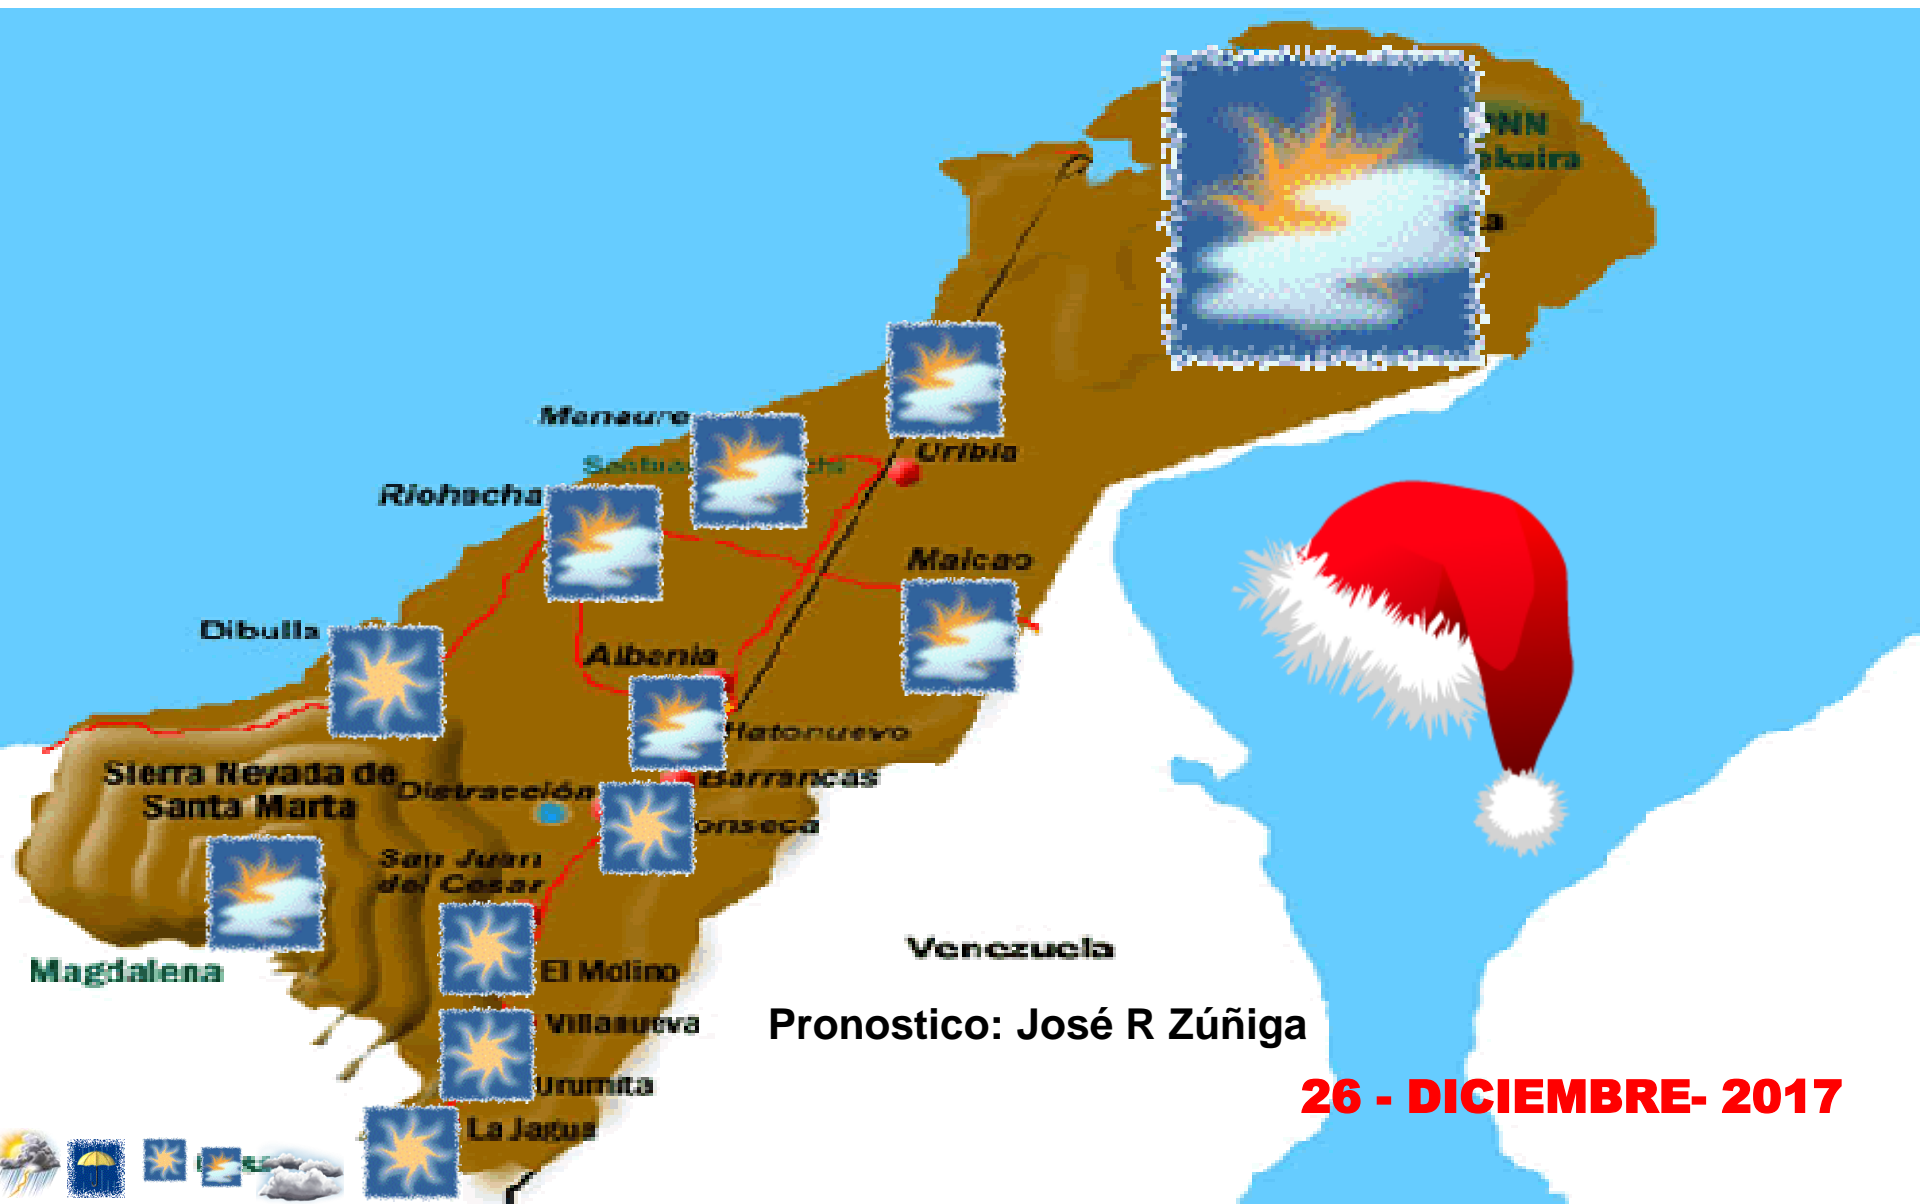 PNN
Manaure
Uribia
Riohacha
Maicao
Dibulla
Albania
Hatonuevo
Sierra Nevada de
Santa Marta
Distracción
Barrancas
onseca
San Juan
del Cesar
Venezuela
Magdalena
El Molino
Villanueva
Pronostico: José R Zúñiga
Urumita
26 - DICIEMBRE- 2017
La Jagua